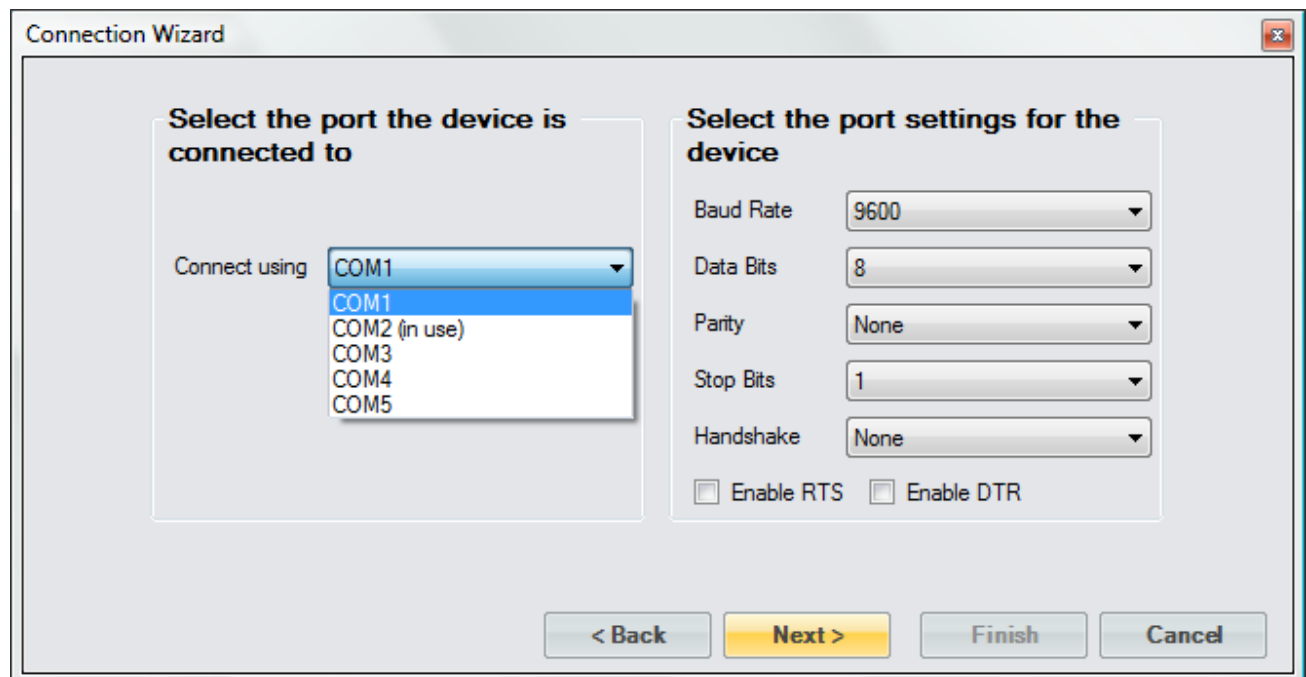 Connection Wizard
Select the port the device is
connected to
Connect using COM1
COM1
COM2 (in use)
COM3
COM4
COM5
Select the port settings for the
device
Baud Rate 9600
Data Bits 8
Parity None
Stop Bits 1
Handshake None
Enable RTS Enable DTR
< Back Next > Finish Cancel